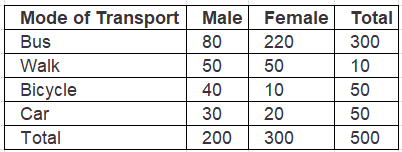 Mode of Transport Male Female Total
Bus 80 220 300
Walk 50 50 10
Bicycle 40 10 50
Car 30 20 50
Total 200 300 500